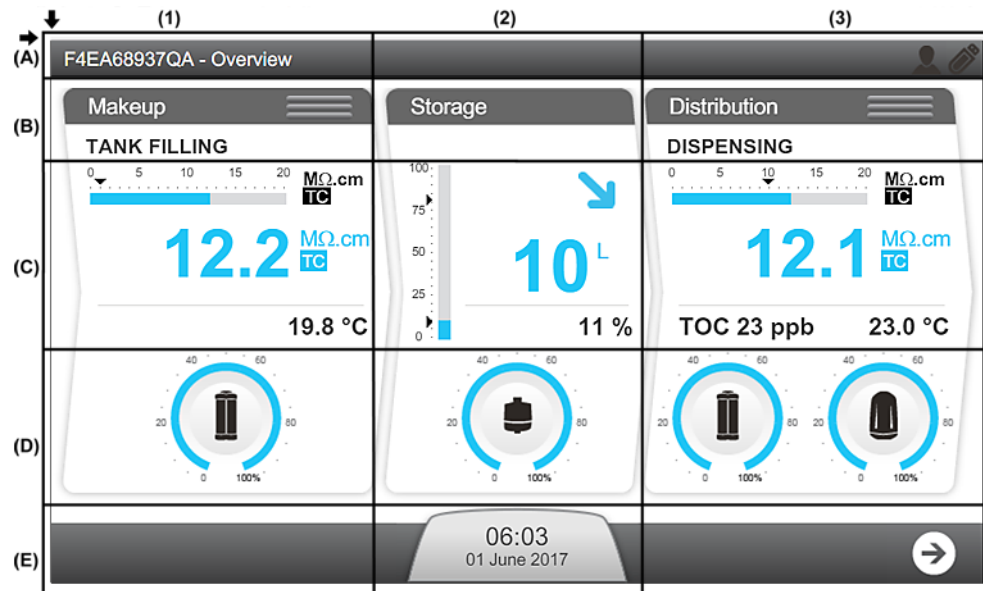 (1) (2) (3)
(A) F4EA68937QA - Overview
(B) Makeup Storage Distribution
TANK FILLING DISPENSING
0 5 10 15 20 MΩ.cm
TC
100
75
50
25
0
0 5 10 15 20 MΩ.cm
TC
(C) 12.2 MΩ.cm
TC
10 L
12.1 MΩ.cm
TC
19.8 °C 11 % TOC 23 ppb 23.0 °C
(D)
0 20 40 60 80 100%
0 20 40 60 80 100%
0 20 40 60 80 100%
0 20 40 60 80 100%
(E) 06:03
01 June 2017